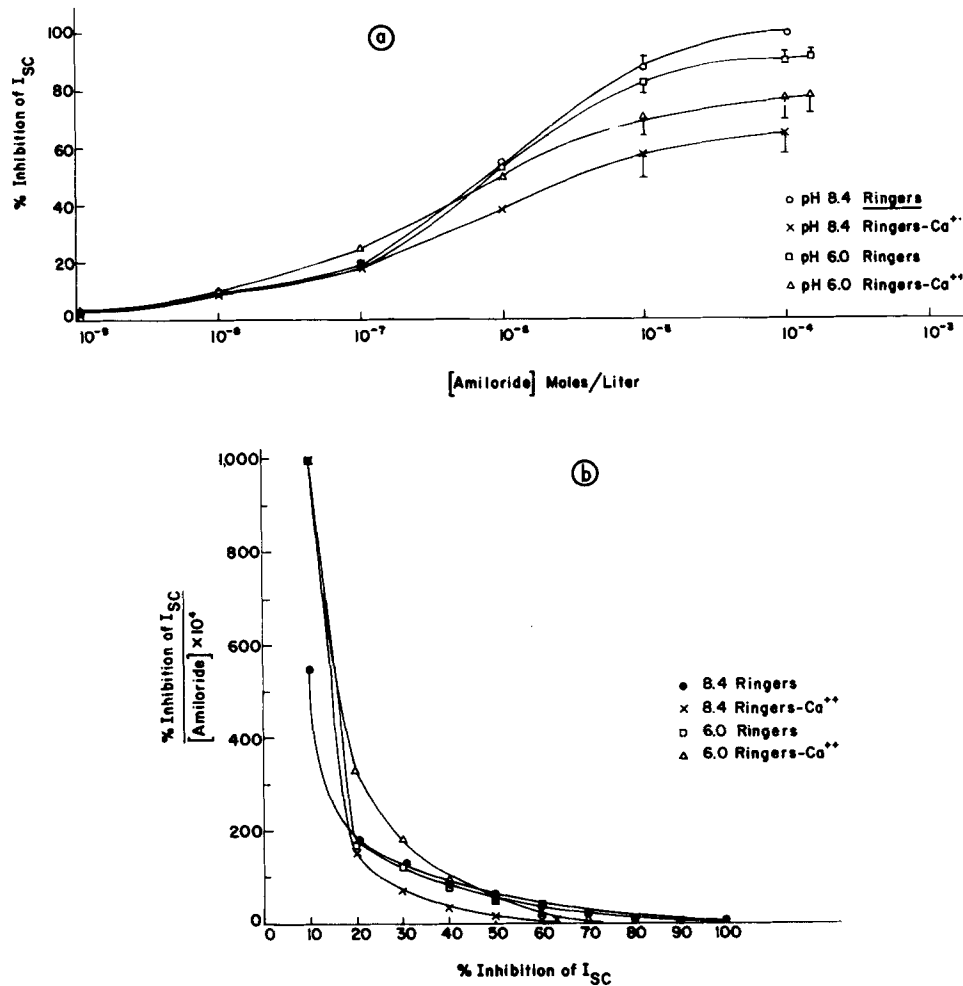 a
% Inhibition of ISC
100
80
60
40
20
0
10⁻⁹
10⁻⁸
10⁻⁷
10⁻⁶
10⁻⁵
10⁻⁴
10⁻³
[Amiloride] Moles/Liter
○ pH 8.4 Ringers
× pH 8.4 Ringers-Ca⁺⁺
□ pH 6.0 Ringers
△ pH 6.0 Ringers-Ca⁺⁺
b
% Inhibition of ISC
[Amiloride] × 10⁴
1,000
800
600
400
200
0
● 8.4 Ringers
× 8.4 Ringers-Ca⁺⁺
□ 6.0 Ringers
△ 6.0 Ringers-Ca⁺⁺
0 10 20 30 40 50 60 70 80 90 100
% Inhibition of ISC